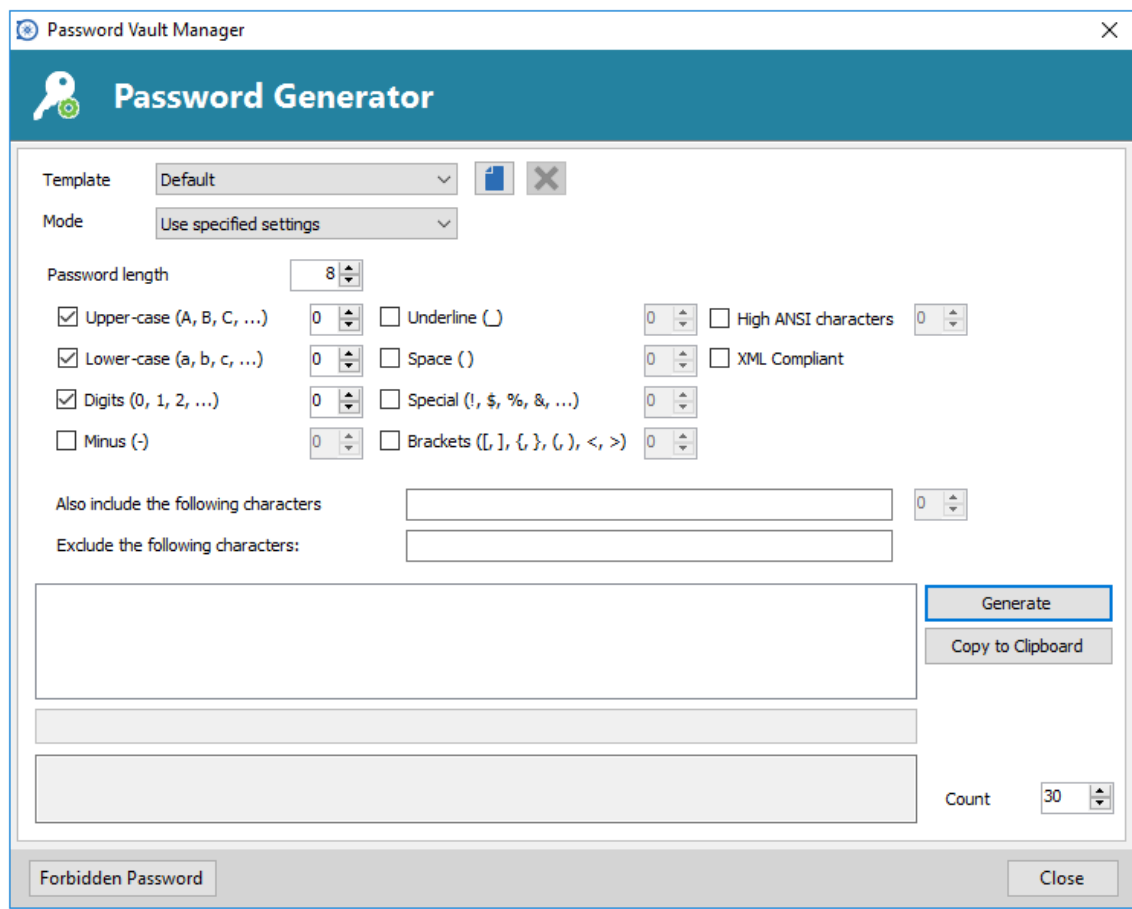 Password Vault Manager
Password Generator
Template Default
Mode Use specified settings
Password length 8
Upper-case (A, B, C, ...) 0 Underline (_) 0 High ANSI characters 0
Lower-case (a, b, c, ...) 0 Space ( ) 0 XML Compliant
Digits (0, 1, 2, ...) 0 Special (!, $, %, &, ...) 0
Minus (-) 0 Brackets ([, ], {, }, (, ), <, >) 0
Also include the following characters 0
Exclude the following characters:
Generate
Copy to Clipboard
Count 30
Forbidden Password Close